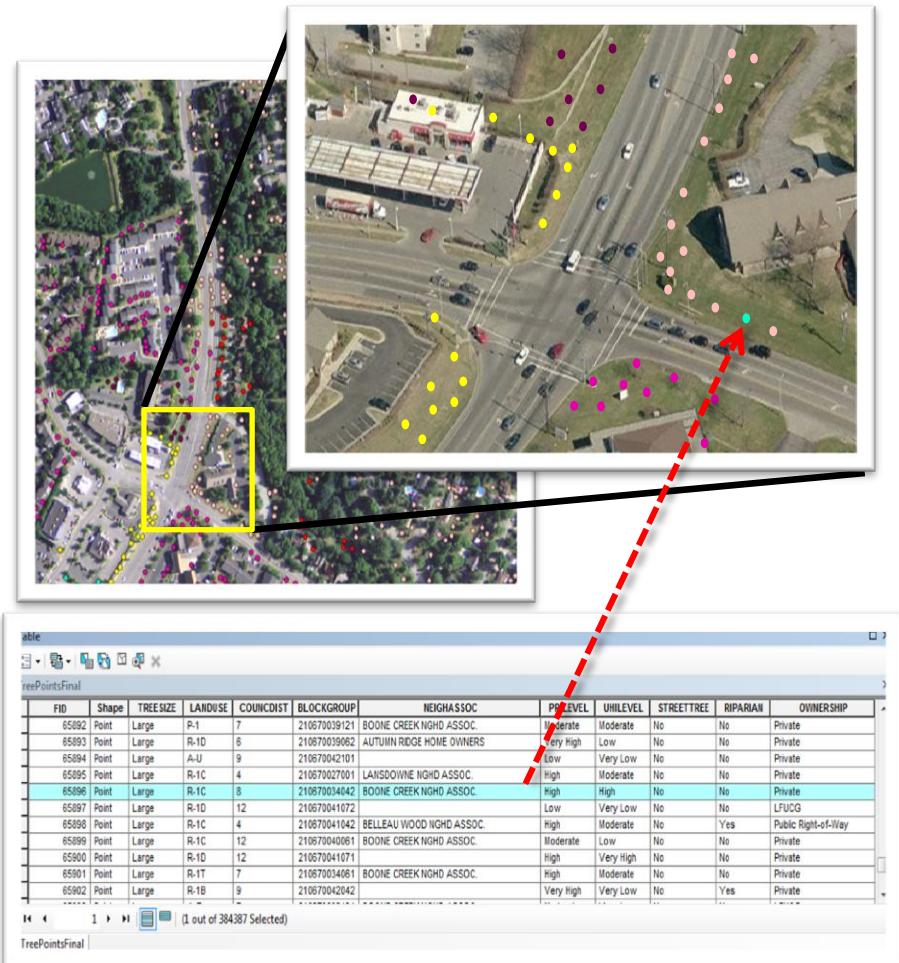 able
TreePointsFinal
FID Shape TREESIZE LANDUSE COUNCDIST BLOCKGROUP NEIGHASSOC LEVEL UHILEVEL STREETTREE RIPARIAN OWNERSHIP
65892 Point Large P-1 7 210670039121 BOONE CREEK NGHD ASSOC. Moderate Moderate No No Private
65893 Point Large R-1D 6 210670039062 AUTUMN RIDGE HOME OWNERS Very High Low No No Private
65894 Point Large A-U 9 210670042101 Low Very Low No No Private
65895 Point Large R-1C 4 210670027001 LANSDOWNE NGHD ASSOC. High Moderate No No Private
65896 Point Large R-1C 8 210670034042 BOONE CREEK NGHD ASSOC. High High No No Private
65897 Point Large R-1D 12 210670041072 Low Very Low No No LFUCG
65898 Point Large R-1C 4 210670041042 BELLEAU WOOD NGHD ASSOC. High Moderate No Yes Public Right-of-Way
65899 Point Large R-1C 12 210670040061 BOONE CREEK NGHD ASSOC. Moderate Low No No Private
65900 Point Large R-1D 12 210670041071 High Very High No No Private
65901 Point Large R-1T 7 210670034061 BOONE CREEK NGHD ASSOC. High Moderate No No Private
65902 Point Large R-1B 9 210670042042 Very High Very Low No Yes Private
1 (1 out of 384387 Selected)
TreePointsFinal